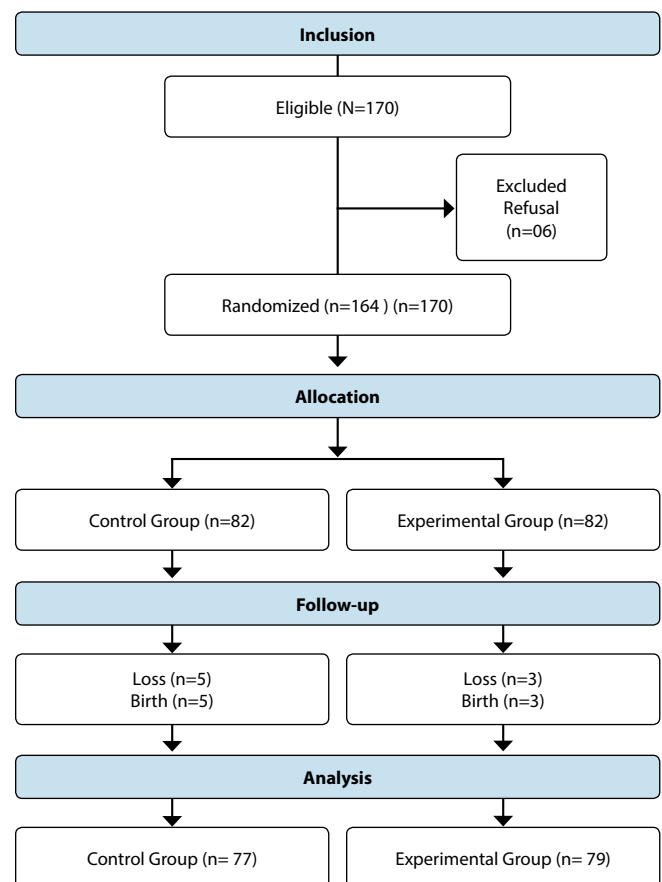 Inclusion
Eligible (N=170)
Excluded
Refusal
(n=06)
Randomized (n=164 ) (n=170)
Allocation
Control Group (n=82)
Experimental Group (n=82)
Follow-up
Loss (n=5)
Birth (n=5)
Loss (n=3)
Birth (n=3)
Analysis
Control Group (n= 77)
Experimental Group (n= 79)